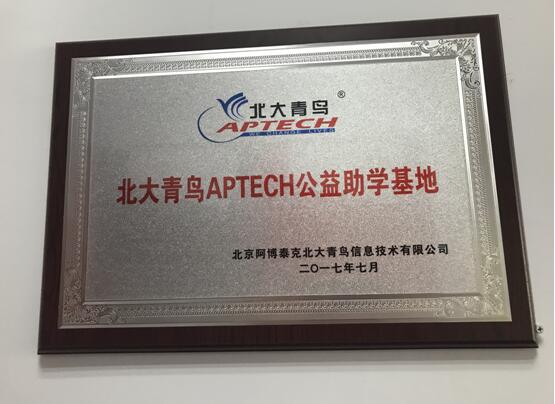 北大青鸟®
APTECH
WE CHANGE LIVES
北大青鸟APTECH公益助学基地
北京阿博泰克北大青鸟信息技术有限公司
二〇一七年七月